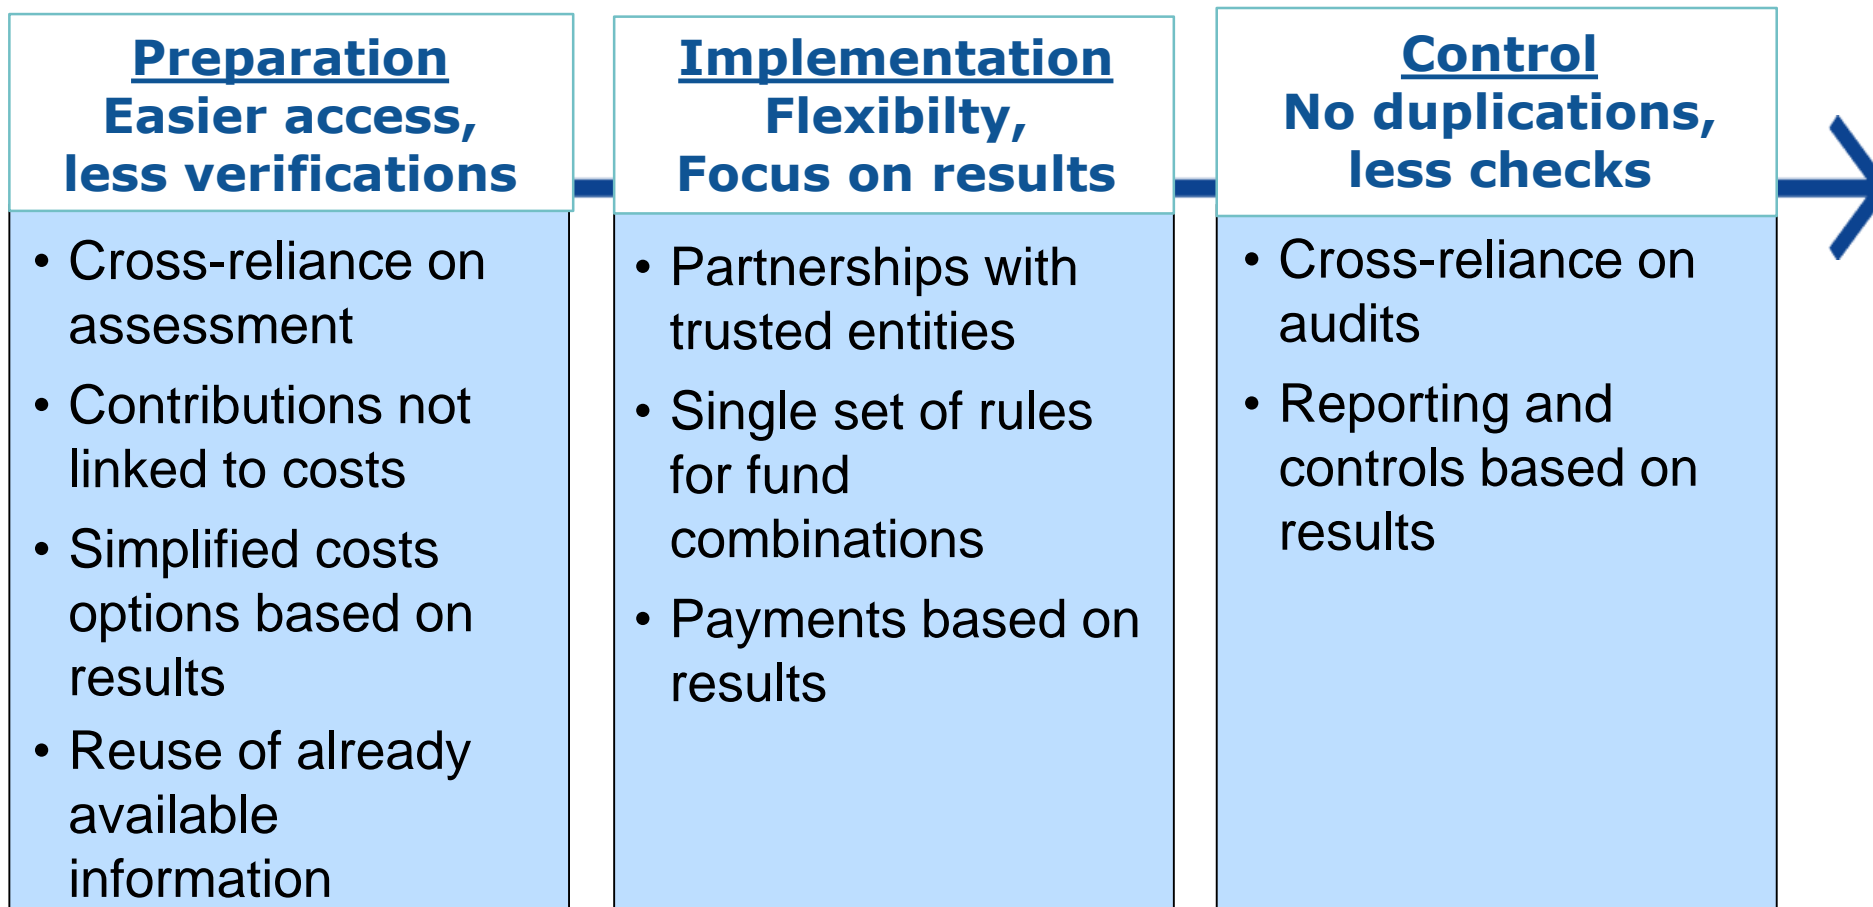 Preparation
Easier access,
less verifications
• Cross-reliance on
assessment
• Contributions not
linked to costs
• Simplified costs
options based on
results
• Reuse of already
available
information
Implementation
Flexibilty,
Focus on results
• Partnerships with
trusted entities
• Single set of rules
for fund
combinations
• Payments based on
results
Control
No duplications,
less checks
• Cross-reliance on
audits
• Reporting and
controls based on
results